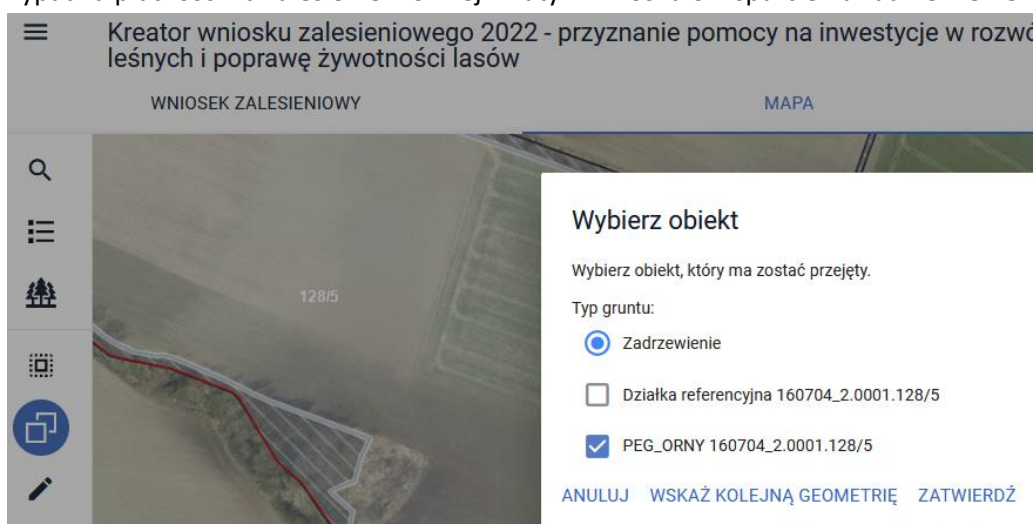 Kreator wniosku zalesieniowego 2022 - przyznanie pomocy na inwestycje w rozwó
leśnych i poprawę żywotności lasów
WNIOSEK ZALESIENIOWY
MAPA
128/5
Wybierz obiekt
Wybierz obiekt, który ma zostać przejęty.
Typ gruntu:
Zadrzewienie
Działka referencyjna 160704_2.0001.128/5
PEG_ORNY 160704_2.0001.128/5
ANULUJ WSKAŻ KOLEJNĄ GEOMETRIĘ ZATWIERDŹ